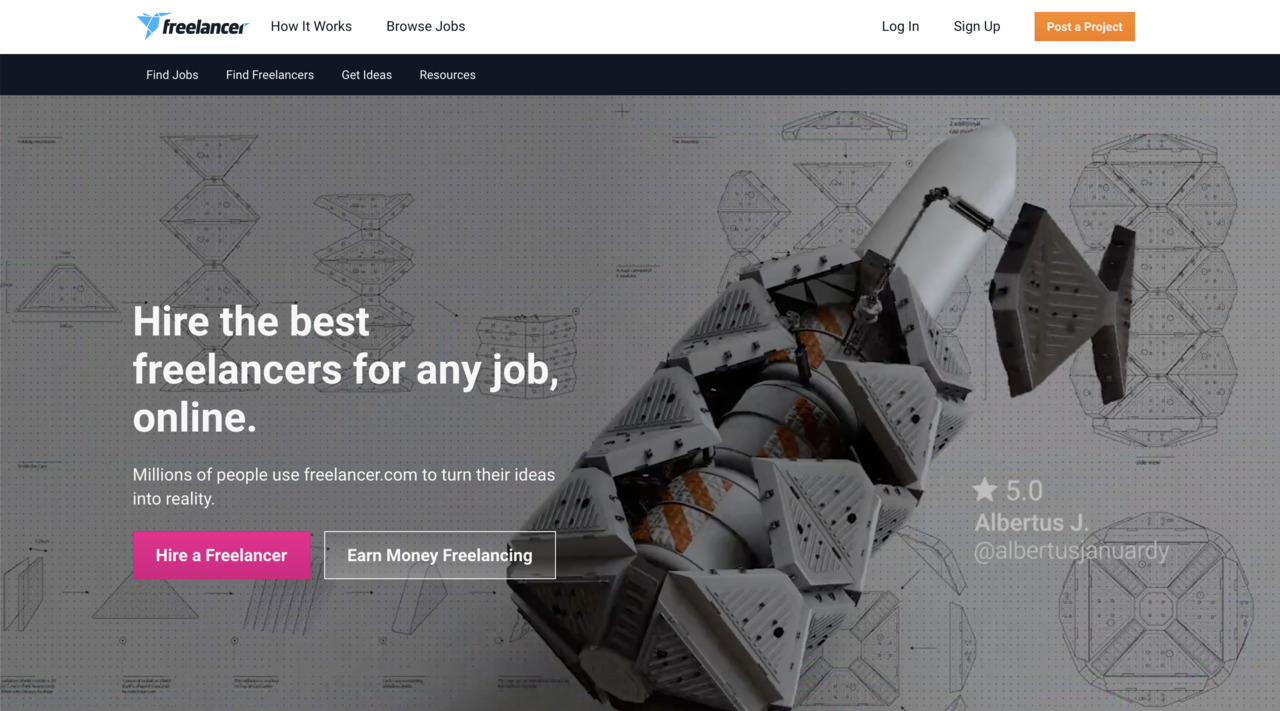 freelancer
How It Works
Browse Jobs
Log In
Sign Up
Post a Project
Find Jobs
Find Freelancers
Get Ideas
Resources
Hire the best
freelancers for any job,
online.
Millions of people use freelancer.com to turn their ideas
into reality.
Hire a Freelancer
Earn Money Freelancing
side view
5.0
Albertus J.
@albertusjanuardy